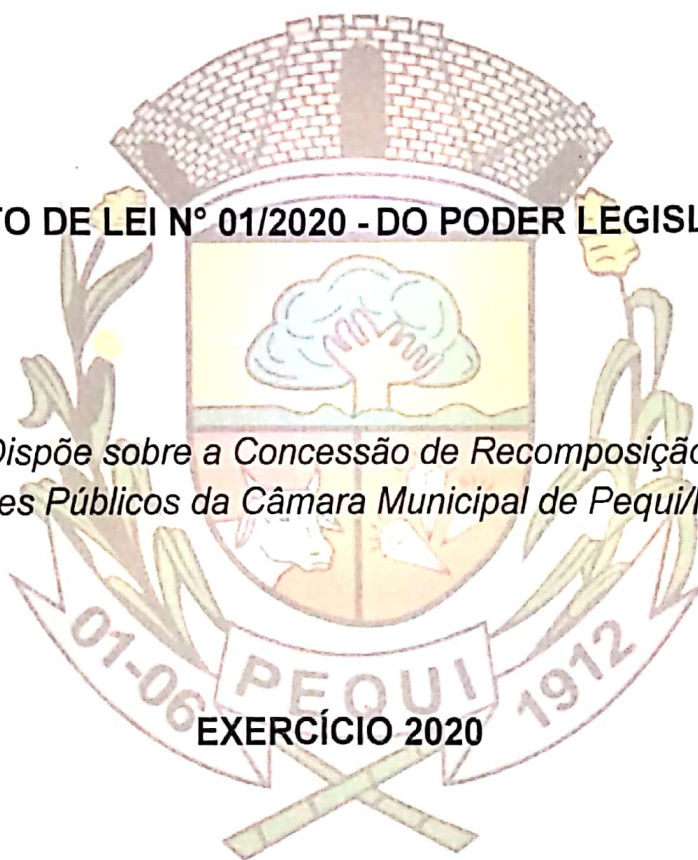 TO DE LEI Nº 01/2020 - DO PODER LEGISL
Dispõe sobre a Concessão de Recomposição
es Públicos da Câmara Municipal de Pequi/
01-06 PEQUI 1912
EXERCÍCIO 2020